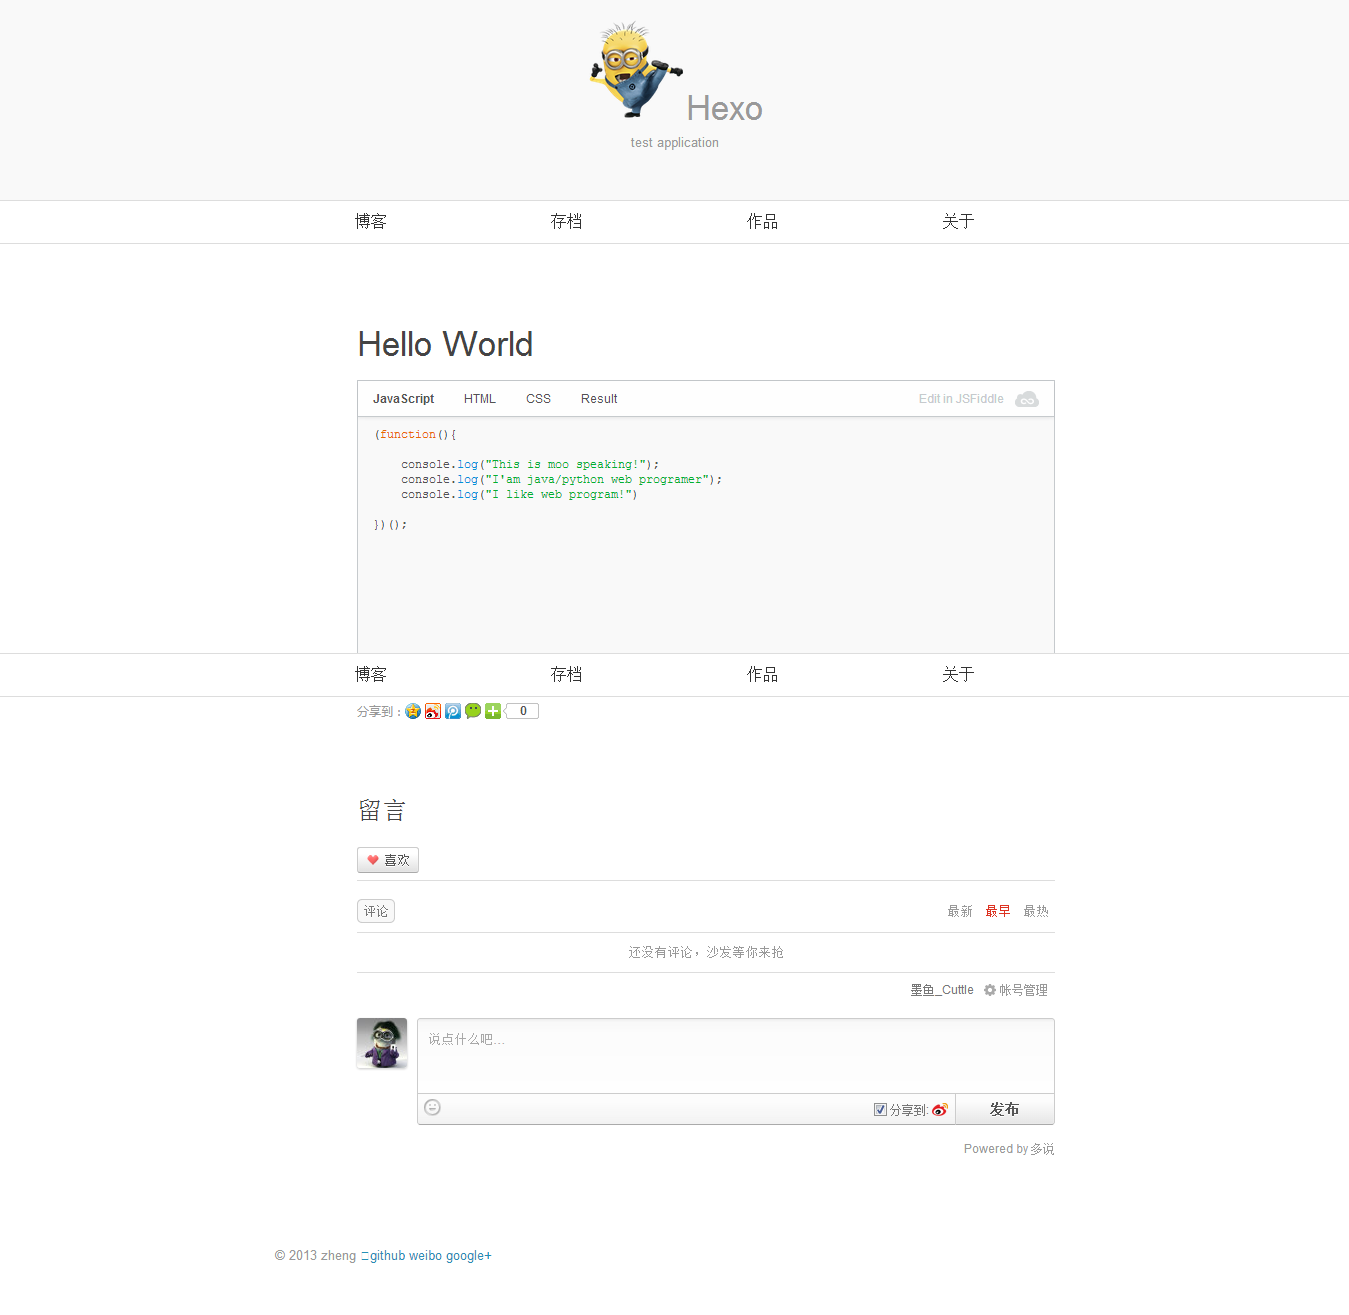 Hexo
test application
博客 存档 作品 关于
Hello World
JavaScript HTML CSS Result Edit in JSFiddle
(function(){
console.log("This is moo speaking!");
console.log("I'am java/python web programer");
console.log("I like web program!")
})();
博客 存档 作品 关于
分享到：0
留言
喜欢
评论 最新 最早 最热
还没有评论，沙发等你来抢
墨鱼_Cuttle 帐号管理
说点什么吧...
分享到: 发布
Powered by 多说
© 2013 zheng github weibo google+